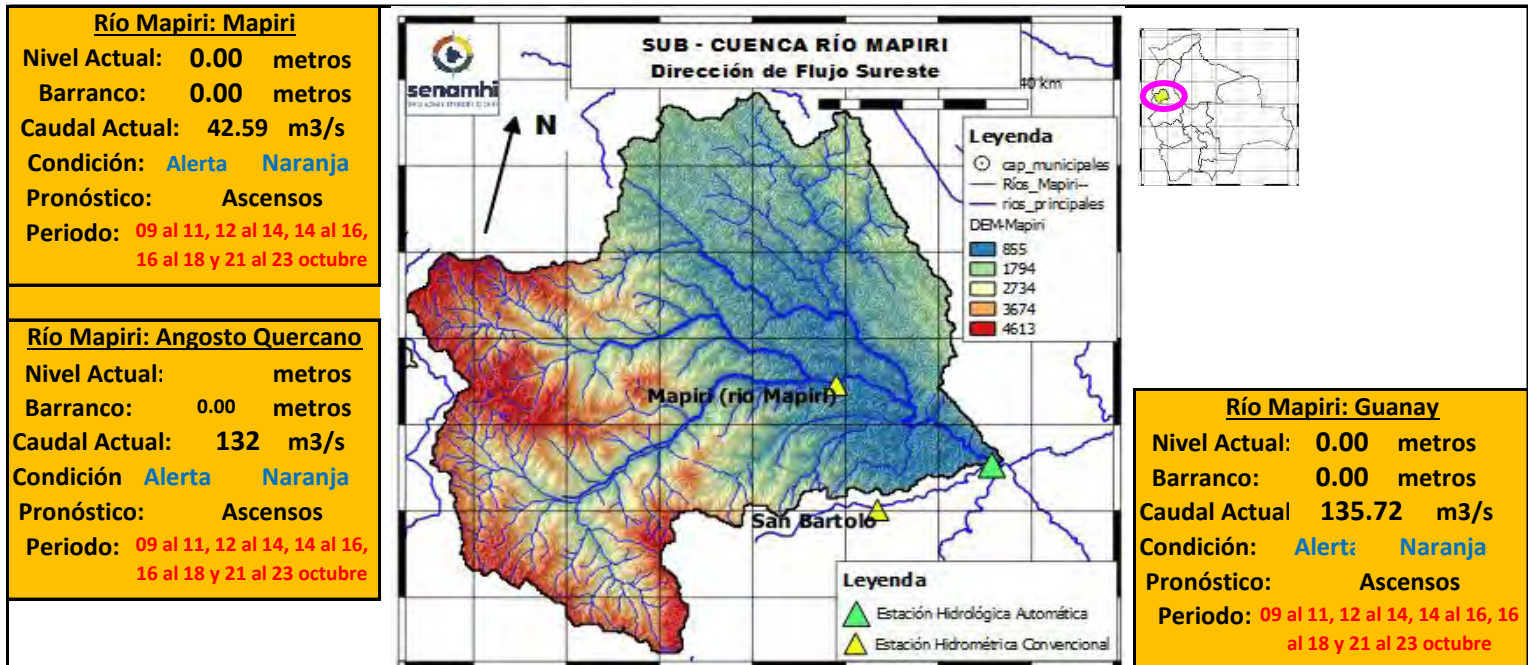 Río Mapiri: Mapiri
Nivel Actual: 0.00 metros
Barranco: 0.00 metros
Caudal Actual: 42.59 m3/s
Condición: Alerta Naranja
Pronóstico: Ascensos
Periodo: 09 al 11, 12 al 14, 14 al 16,
16 al 18 y 21 al 23 octubre
Río Mapiri: Angosto Quercano
Nivel Actual: metros
Barranco: 0.00 metros
Caudal Actual: 132 m3/s
Condición Alerta Naranja
Pronóstico: Ascensos
Periodo: 09 al 11, 12 al 14, 14 al 16,
16 al 18 y 21 al 23 octubre
senamhi
SUB - CUENCA RÍO MAPIRI
Dirección de Flujo Sureste
40 km
N
Leyenda
cap_municipales
Ríos_Mapiri--
rios_principales
DEM-Mapiri
855
1794
2734
3674
4613
Mapiri (rio Mapiri)
San Bartolo
Leyenda
Estación Hidrológica Automática
Estación Hidrométrica Convencional
Río Mapiri: Guanay
Nivel Actual: 0.00 metros
Barranco: 0.00 metros
Caudal Actual 135.72 m3/s
Condición: Alerta Naranja
Pronóstico: Ascensos
Periodo: 09 al 11, 12 al 14, 14 al 16, 16
al 18 y 21 al 23 octubre